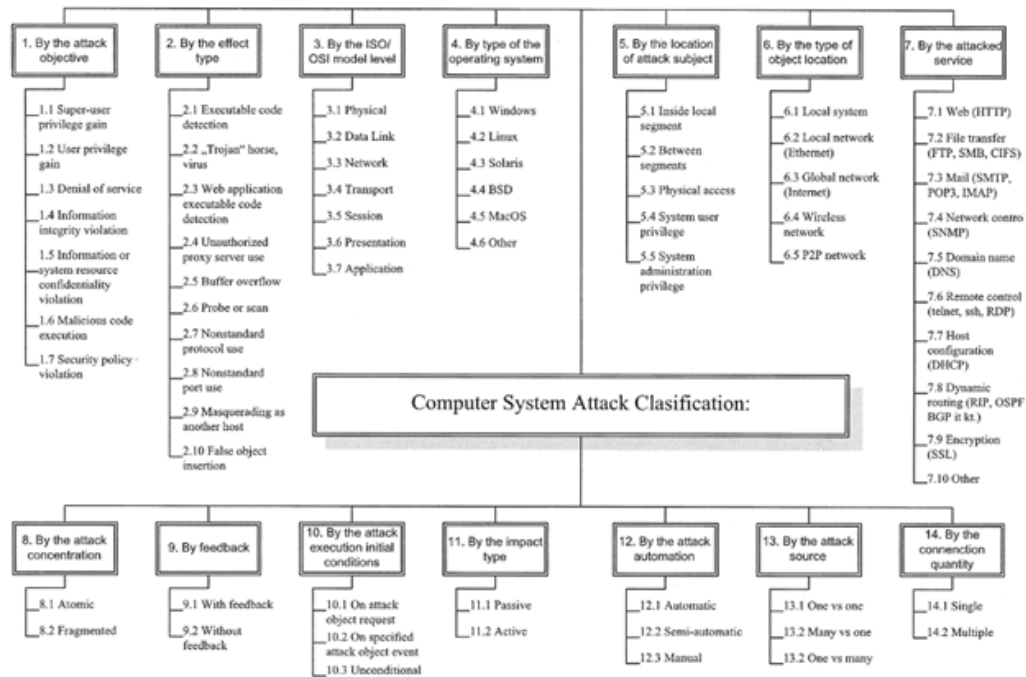 1. By the attack
objective
1.1 Super-user
privilege gain
1.2 User privilege
gain
1.3 Denial of service
1.4 Information
integrity violation
1.5 Information or
system resource
confidentiality
violation
1.6 Malicious code
execution
1.7 Security policy
violation
2. By the effect
type
2.1 Executable code
detection
2.2 „Trojan“ horse,
virus
2.3 Web application
executable code
detection
2.4 Unauthorized
proxy server use
2.5 Buffer overflow
2.6 Probe or scan
2.7 Nonstandard
protocol use
2.8 Nonstandard
port use
2.9 Masquerading as
another host
2.10 False object
insertion
3. By the ISO/
OSI model level
3.1 Physical
3.2 Data Link
3.3 Network
3.4 Transport
3.5 Session
3.6 Presentation
3.7 Application
4. By type of the
operating system
4.1 Windows
4.2 Linux
4.3 Solaris
4.4 BSD
4.5 MacOS
4.6 Other
5. By the location
of attack subject
5.1 Inside local
segment
5.2 Between
segments
5.3 Physical access
5.4 System user
privilege
5.5 System
administration
privilege
6. By the type of
object location
6.1 Local system
6.2 Local network
(Ethernet)
6.3 Global network
(Internet)
6.4 Wireless
network
6.5 P2P network
7. By the attacked
service
7.1 Web (HTTP)
7.2 File transfer
(FTP, SMB, CIFS)
7.3 Mail (SMTP,
POP3, IMAP)
7.4 Network control
(SNMP)
7.5 Domain name
(DNS)
7.6 Remote control
(telnet, ssh, RDP)
7.7 Host
configuration
(DHCP)
7.8 Dynamic
routing (RIP, OSPF
BGP it kt.)
7.9 Encryption
(SSL)
7.10 Other
Computer System Attack Clasification:
8. By the attack
concentration
8.1 Atomic
8.2 Fragmented
9. By feedback
9.1 With feedback
9.2 Without
feedback
10. By the attack
execution initial
conditions
10.1 On attack
object request
10.2 On specified
attack object event
10.3 Unconditional
11. By the impact
type
11.1 Passive
11.2 Active
12. By the attack
automation
12.1 Automatic
12.2 Semi-automatic
12.3 Manual
13. By the attack
source
13.1 One vs one
13.2 Many vs one
13.2 One vs many
14. By the
connenction
quantity
14.1 Single
14.2 Multiple